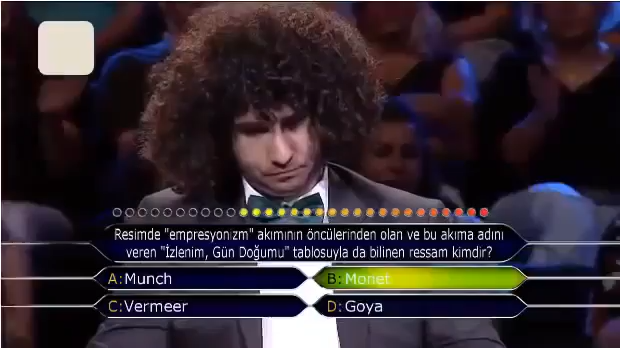 Resimde "empresyonizm" akımının öncülerinden olan ve bu akıma adını
veren "İzlenim, Gün Doğumu" tablosuyla da bilinen ressam kimdir?
A: Munch
B: Monet
C: Vermeer
D: Goya